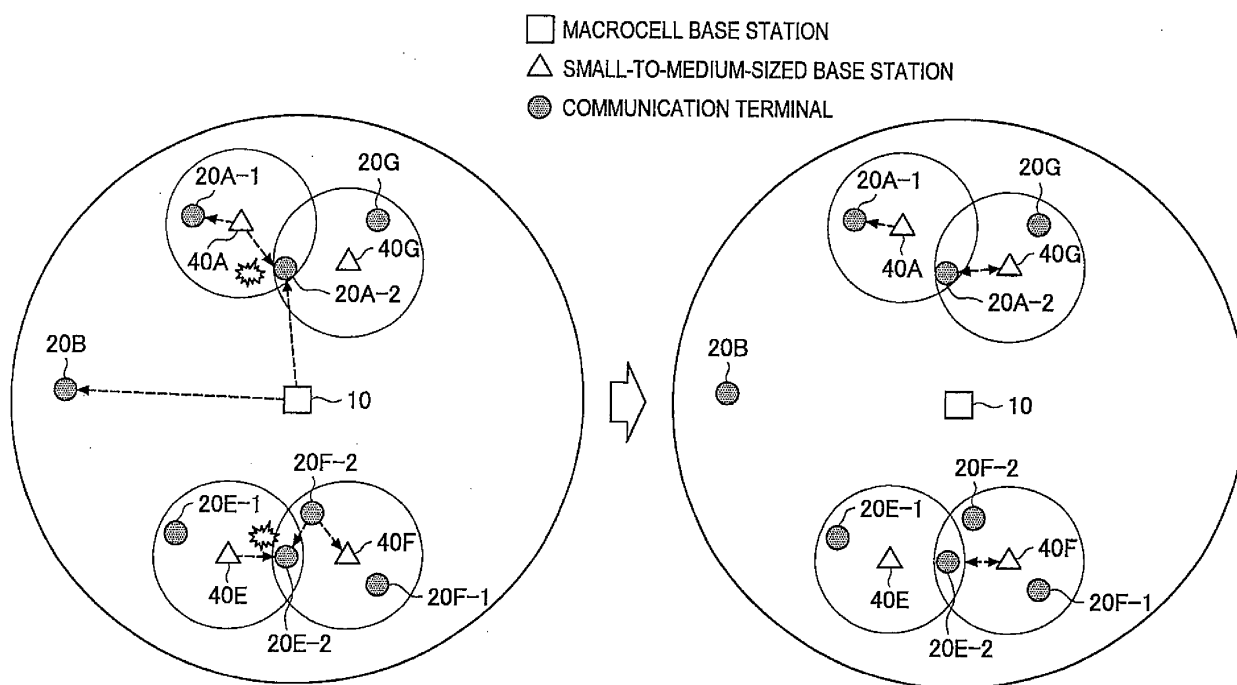 MACROCELL BASE STATION
SMALL-TO-MEDIUM-SIZED BASE STATION
COMMUNICATION TERMINAL
20A-1
20G
40A
40G
20A-2
20B
10
20F-2
20E-1
40F
40E
20F-1
20E-2
20A-1
20G
40A
40G
20A-2
20B
10
20F-2
20E-1
40F
40E
20F-1
20E-2